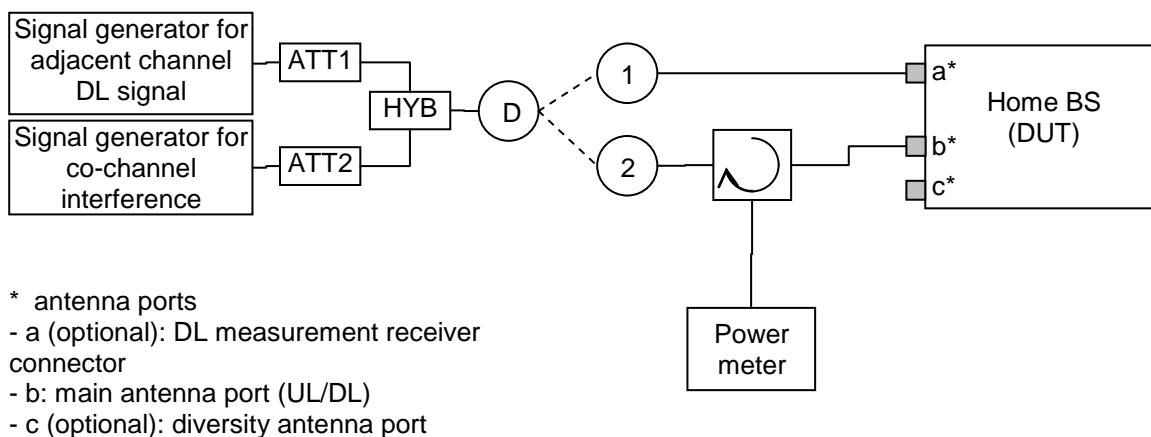 Signal generator for
adjacent channel
DL signal
ATT1
HYB
D
1
2
a*
b*
c*
Home BS
(DUT)
Signal generator for
co-channel
interference
ATT2
Power
meter
* antenna ports
- a (optional): DL measurement receiver
connector
- b: main antenna port (UL/DL)
- c (optional): diversity antenna port